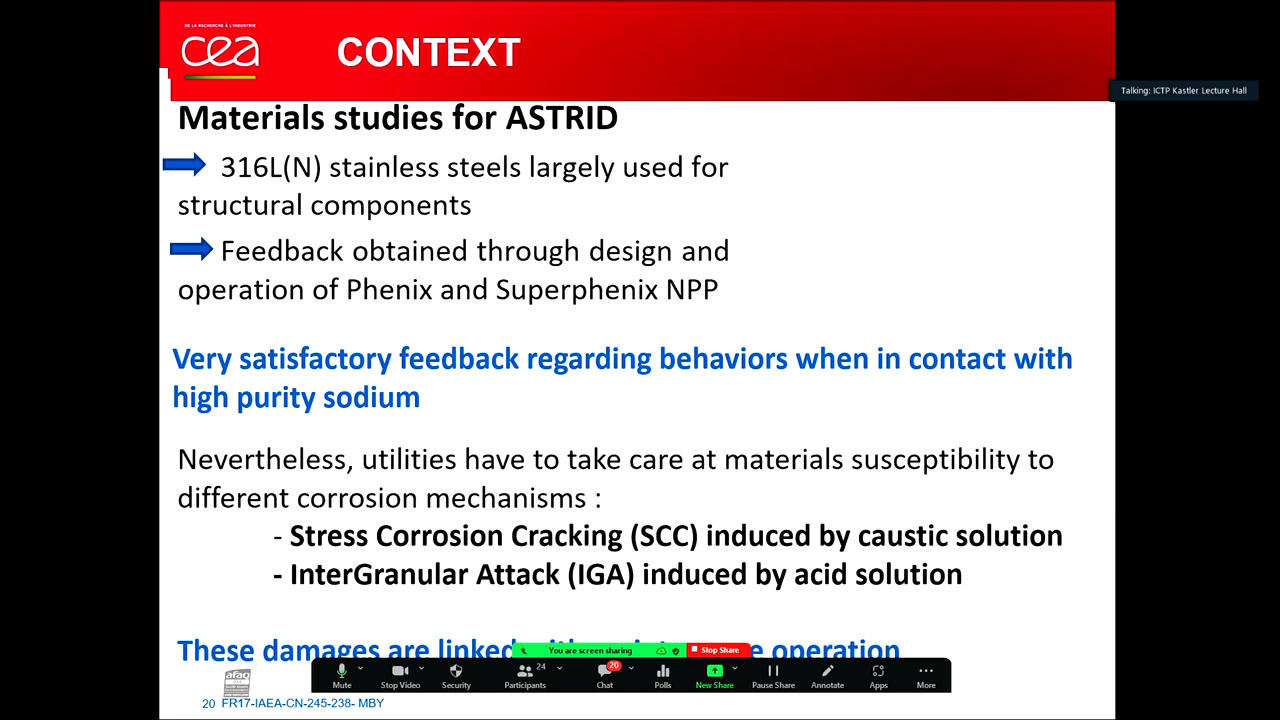 DE LA RECHERCHE À L'INDUSTRIE
cea
CONTEXT
Talking: ICTP Kastler Lecture Hall
Materials studies for ASTRID
316L(N) stainless steels largely used for
structural components
Feedback obtained through design and
operation of Phenix and Superphenix NPP
Very satisfactory feedback regarding behaviors when in contact with
high purity sodium
Nevertheless, utilities have to take care at materials susceptibility to
different corrosion mechanisms :
- Stress Corrosion Cracking (SCC) induced by caustic solution
- InterGranular Attack (IGA) induced by acid solution
These damages are linked operation
You are screen sharing Stop Share
24 20
Mute Stop Video Security Participants Chat Polls New Share Pause Share Annotate Apps More
afaq
20 FR17-IAEA-CN-245-238- MBY